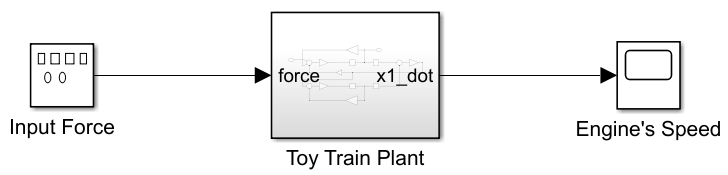 force
x1_dot
Input Force
Toy Train Plant
Engine's Speed